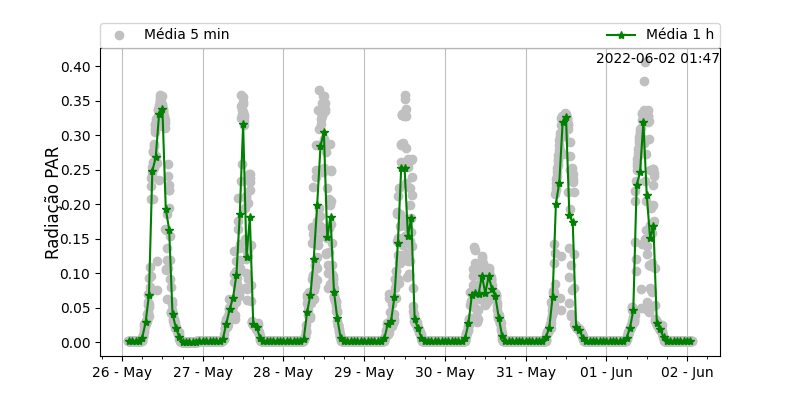 Média 5 min
Média 1 h
2022-06-02 01:47
Radiação PAR
0.40
0.35
0.30
0.25
0.20
0.15
0.10
0.05
0.00
26 - May
27 - May
28 - May
29 - May
30 - May
31 - May
01 - Jun
02 - Jun